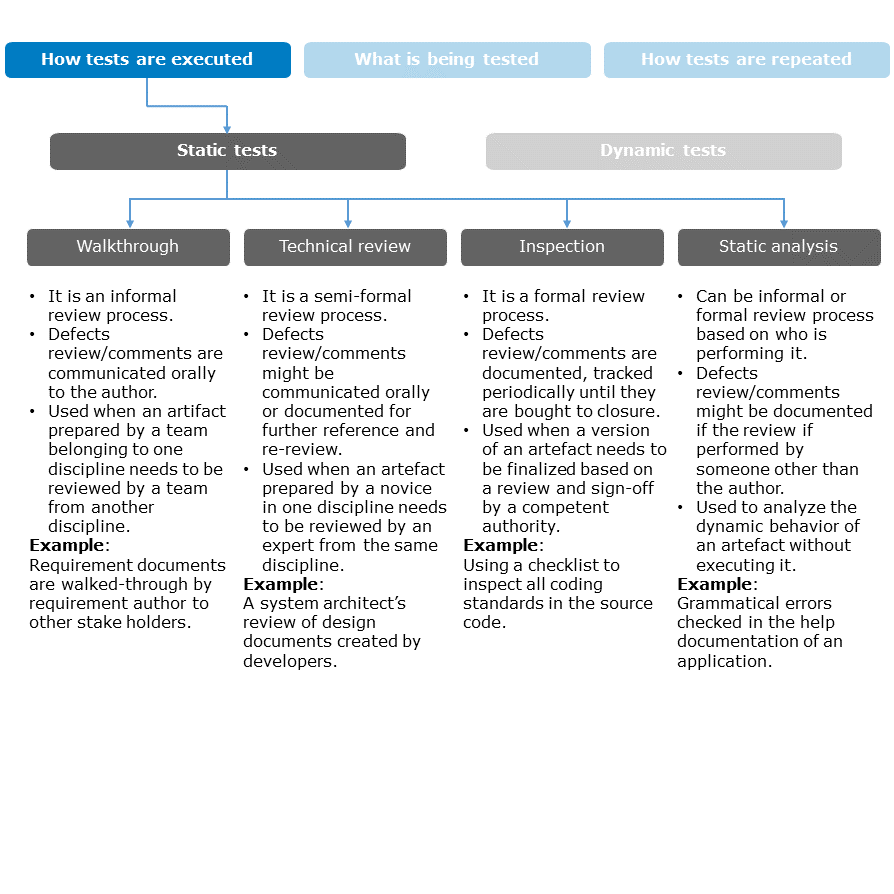 How tests are executed
What is being tested
How tests are repeated
Static tests
Dynamic tests
Walkthrough
Technical review
Inspection
Static analysis
• It is an informal
review process.
• Defects
review/comments are
communicated orally
to the author.
• Used when an artifact
prepared by a team
belonging to one
discipline needs to be
reviewed by a team
from another
discipline.
Example:
Requirement documents
are walked-through by
requirement author to
other stake holders.
• It is a semi-formal
review process.
• Defects
review/comments
might be
communicated orally
or documented for
further reference and
re-review.
• Used when an artefact
prepared by a novice
in one discipline needs
to be reviewed by an
expert from the same
discipline.
Example:
A system architect’s
review of design
documents created by
developers.
• It is a formal review
process.
• Defects
review/comments are
documented, tracked
periodically until they
are bought to closure.
• Used when a version
of an artefact needs to
be finalized based on
a review and sign-off
by a competent
authority.
Example:
Using a checklist to
inspect all coding
standards in the source
code.
• Can be informal or
formal review process
based on who is
performing it.
• Defects
review/comments
might be documented
if the review if
performed by
someone other than
the author.
• Used to analyze the
dynamic behavior of
an artefact without
executing it.
Example:
Grammatical errors
checked in the help
documentation of an
application.